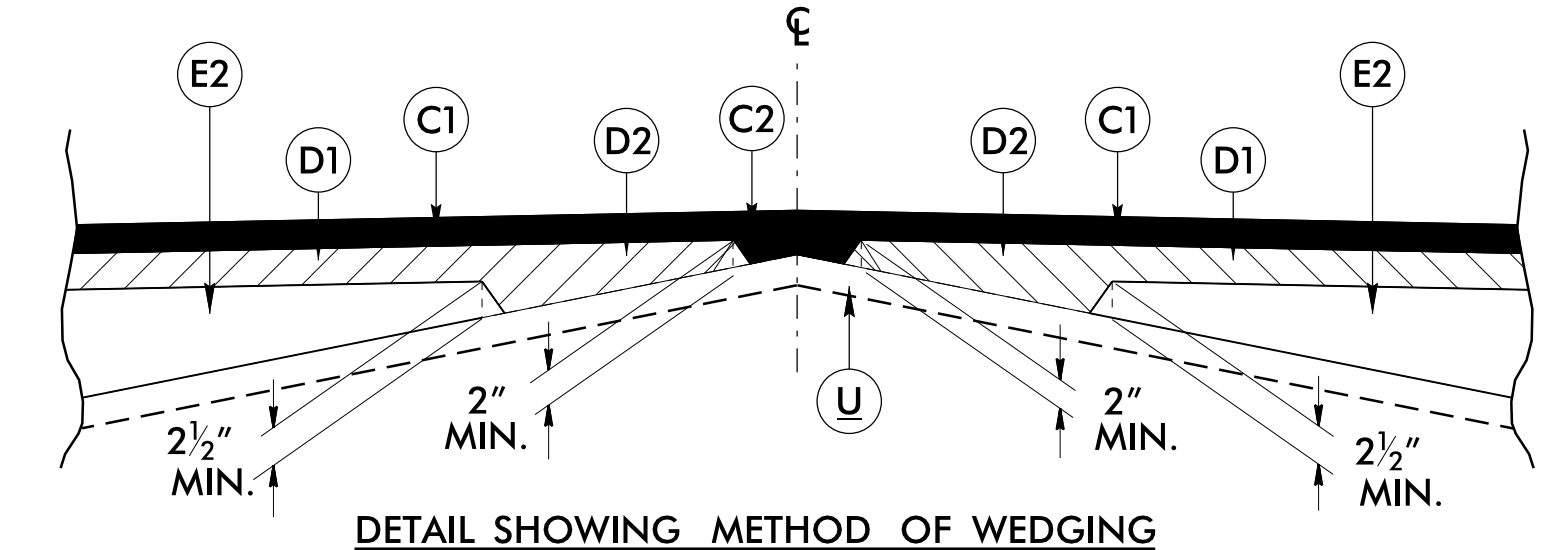 ℄
E2
D1
C1
D2
C2
D2
C1
D1
E2
U
2½"
MIN.
2"
MIN.
2"
MIN.
2½"
MIN.
DETAIL SHOWING METHOD OF WEDGING